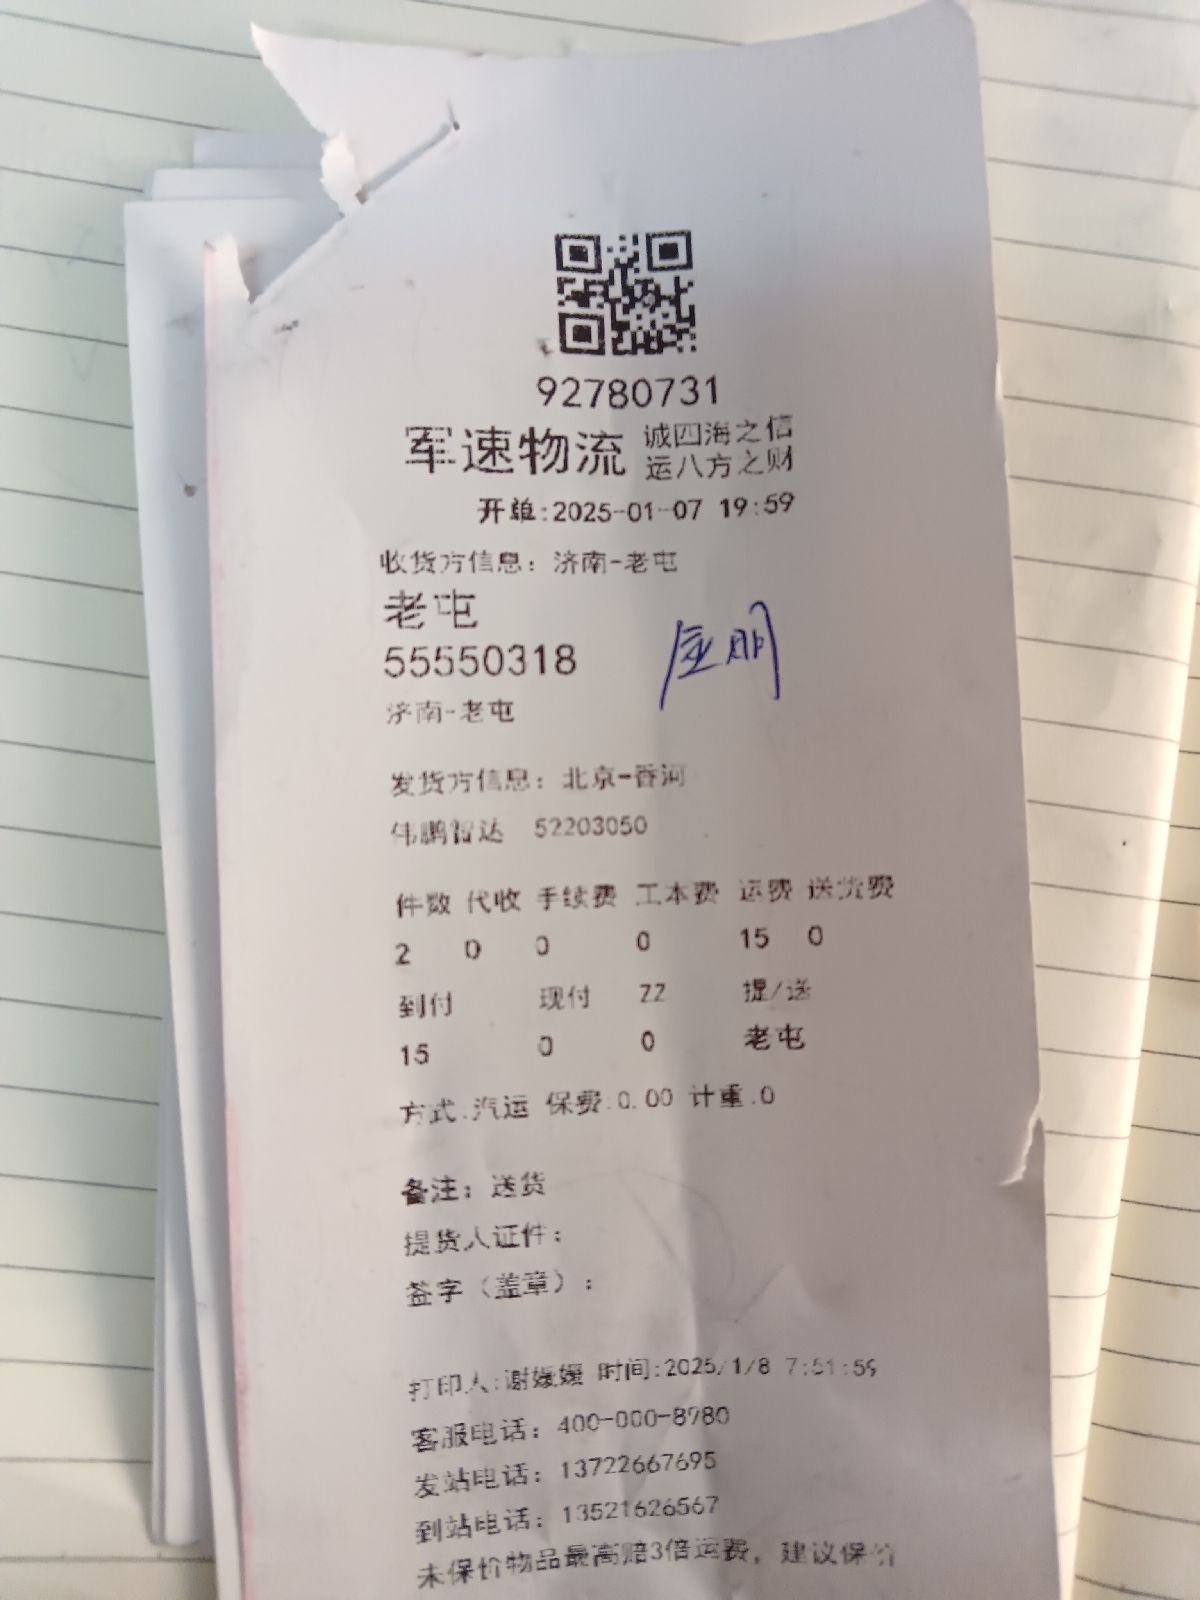 92780731
军速物流 诚四海之信
运八方之财
开单:2025-01-07 19:59
收货方信息：济南-老屯
老屯
55550318
济南-老屯
发货方信息：北京-香河
伟鹏智达 52203050
件数 代收 手续费 工本费 运费 送货费
2 0 0 0 15 0
到付 现付 ZZ 提/送
15 0 0 老屯
方式:汽运 保费:0.00 计重:0
备注：送货
提货人证件：
签字（盖章）：
打印人:谢媛媛 时间:2025/1/8 7:51:59
客服电话：400-000-8980
发站电话：13722667695
到站电话：13521626567
未保价物品最高赔3倍运费，建议保价